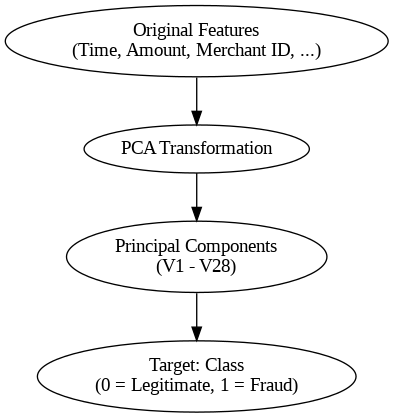 Original Features
(Time, Amount, Merchant ID, ...)
PCA Transformation
Principal Components
(V1 - V28)
Target: Class
(0 = Legitimate, 1 = Fraud)